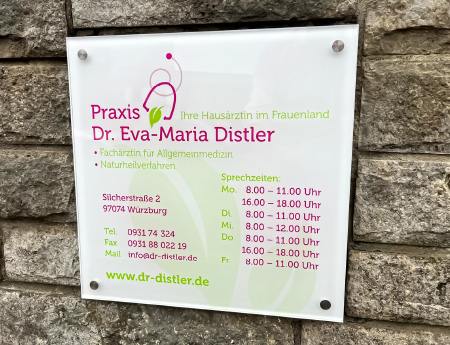 Praxis
Ihre Hausärztin im Frauenland
Dr. Eva-Maria Distler
• Fachärztin für Allgemeinmedizin
• Naturheilverfahren
Sprechzeiten:
Mo. 8.00 – 11.00 Uhr
16.00 – 18.00 Uhr
Di. 8.00 – 11.00 Uhr
Mi. 8.00 – 12.00 Uhr
Do. 8.00 – 11.00 Uhr
16.00 – 18.00 Uhr
Fr. 8.00 – 11.00 Uhr
Silcherstraße 2
97074 Würzburg
Tel. 0931 74 324
Fax 0931 88 022 19
Mail info@dr-distler.de
www.dr-distler.de